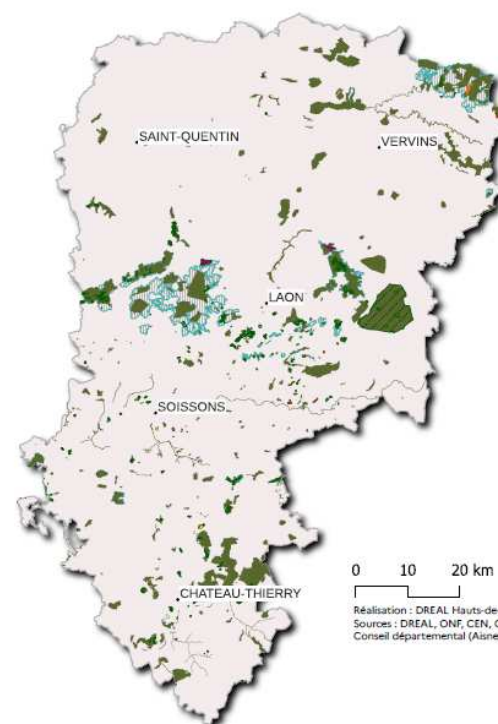 SAINT-QUENTIN
VERVINS
LAON
SOISSONS
CHATEAU-THIERRY
0 10 20 km
Réalisation : DREAL Hauts-de
Sources : DREAL, ONF, CEN,
Conseil départemental (Aisne